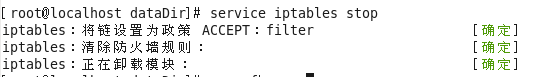 [root@localhost dataDir]# service iptables stop
iptables：将链设置为政策 ACCEPT：filter [确定]
iptables：清除防火墙规则： [确定]
iptables：正在卸载模块： [确定]